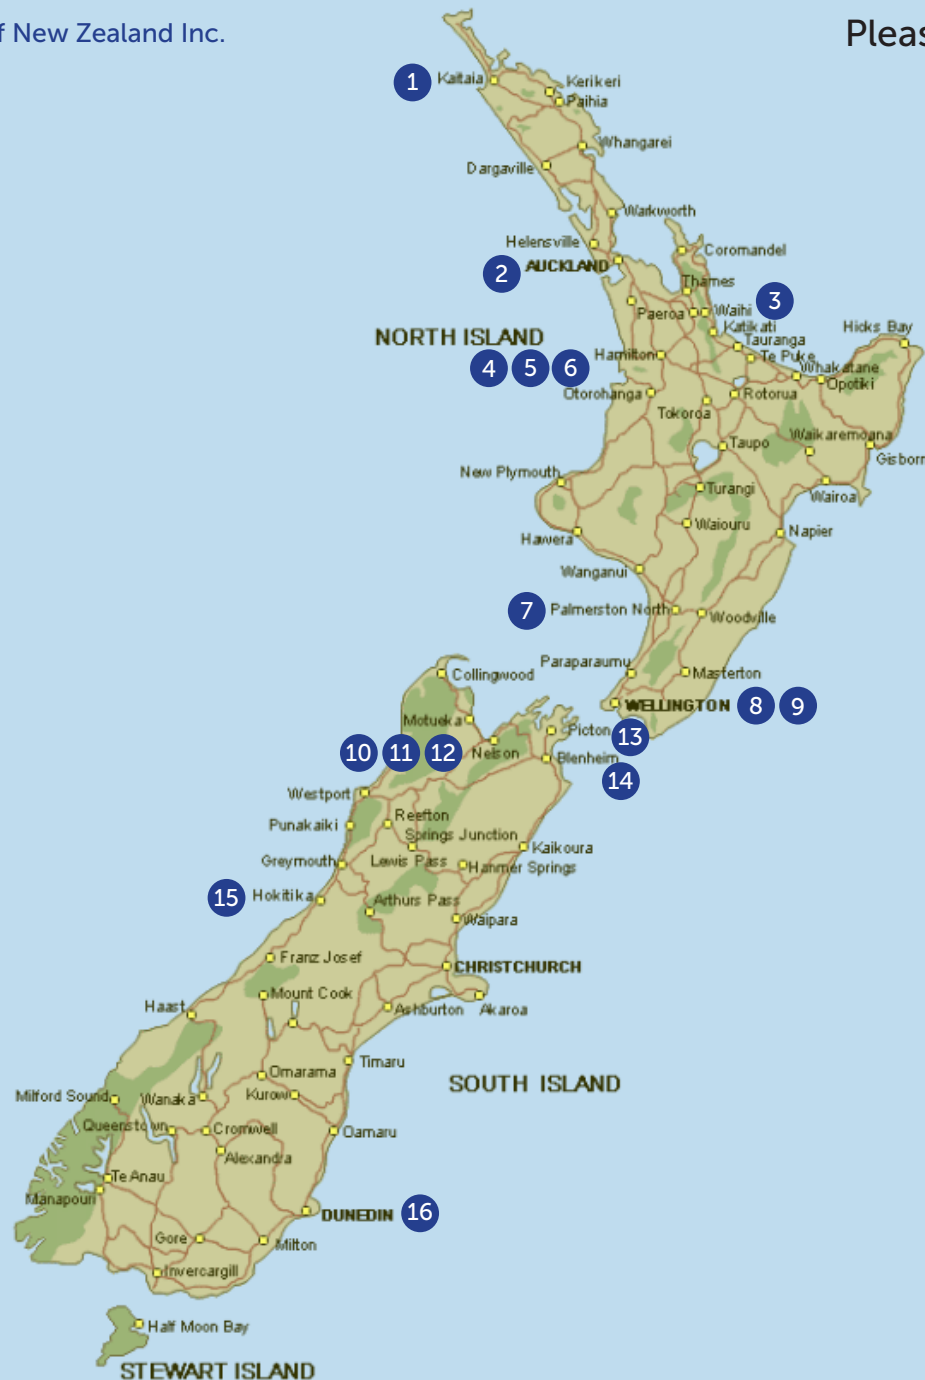 f New Zealand Inc.
Pleas
1 Kaitaia
Kerikeri
Paihia
Whangarei
Dargaville
Warkworth
Helensville
Coromandel
2 AUCKLAND
Thames
Paeroa
Waihi 3
Katikati
Hicks Bay
NORTH ISLAND
Tauranga
Hamilton
Te Puke
4 5 6
Whakatane
Opotiki
Otorohanga
Rotorua
Tokoroa
Waikaremoana
Taupo
Gisborn
New Plymouth
Turangi
Wairoa
Waiouru
Napier
Hawera
Wanganui
7 Palmerston North
Woodville
Paraparaumu
Collingwood
Masterton
WELLINGTON 8 9
Motueka
Picton 13
10 11 12
Nelson
Blenheim
14
Westport
Reefton
Punakaiki
Springs Junction
Kaikoura
Greymouth
Lewis Pass
Hanmer Springs
15 Hokitika
Arthurs Pass
Waipara
Franz Josef
CHRISTCHURCH
Mount Cook
Haast
Ashburton
Akaroa
Timaru
Omarama
SOUTH ISLAND
Milford Sound
Wanaka
Kurow
Queenstown
Cromwell
Oamaru
Alexandra
Te Anau
Manapouri
DUNEDIN 16
Gore
Milton
Invercargill
Half Moon Bay
STEWART ISLAND